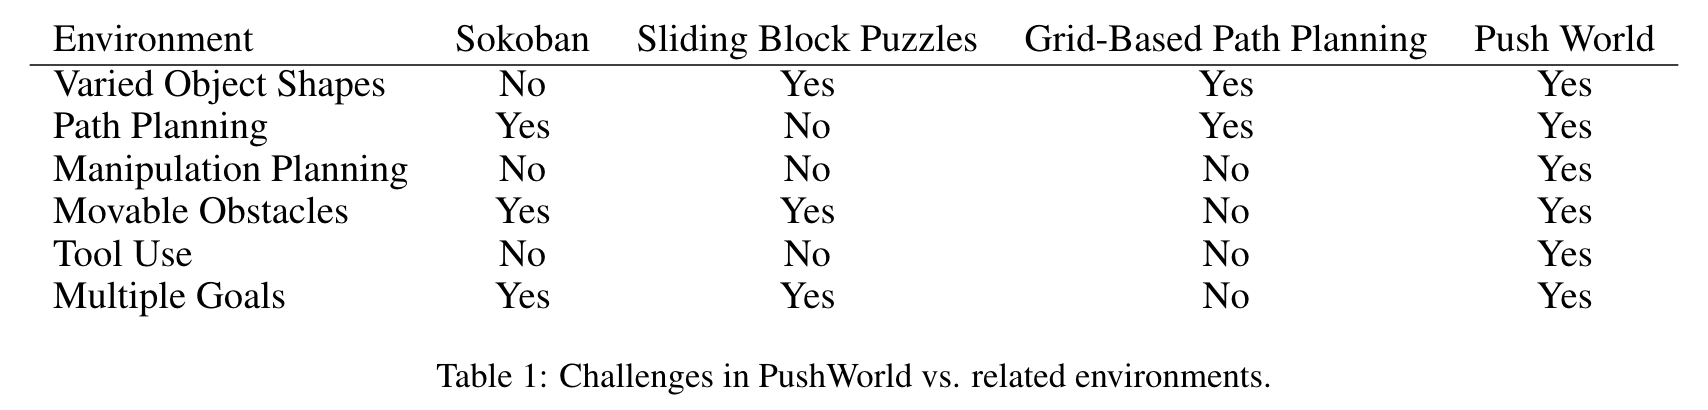 Environment Sokoban Sliding Block Puzzles Grid-Based Path Planning Push World
Varied Object Shapes No Yes Yes Yes
Path Planning Yes No Yes Yes
Manipulation Planning No No No Yes
Movable Obstacles Yes Yes No Yes
Tool Use No No No Yes
Multiple Goals Yes Yes No Yes
Table 1: Challenges in PushWorld vs. related environments.